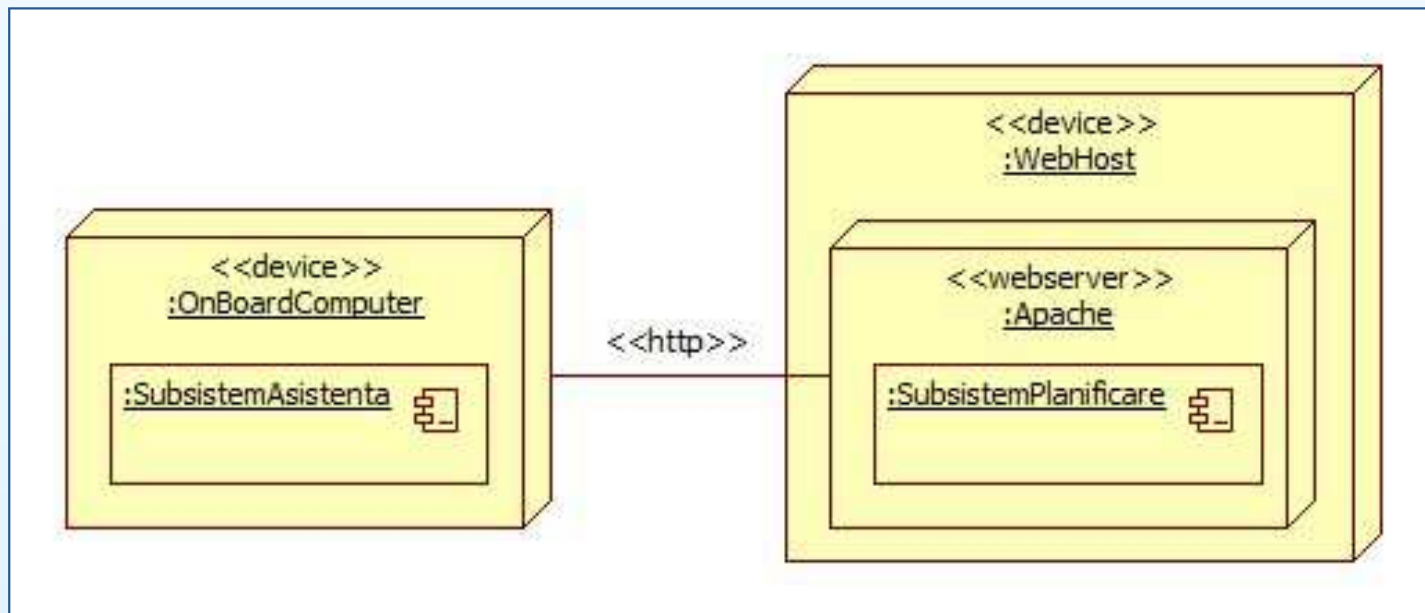 <<device>>
:OnBoardComputer
:SubsistemAsistenta
<<http>>
<<device>>
:WebHost
<<webserver>>
:Apache
:SubsistemPlanificare